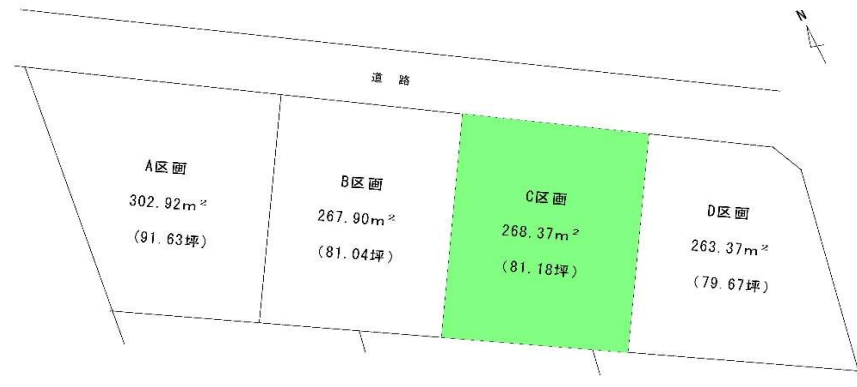 N
道 路
A区画
302.92m²
(91.63坪)
B区画
267.90m²
(81.04坪)
C区画
268.37m²
(81.18坪)
D区画
263.37m²
(79.67坪)